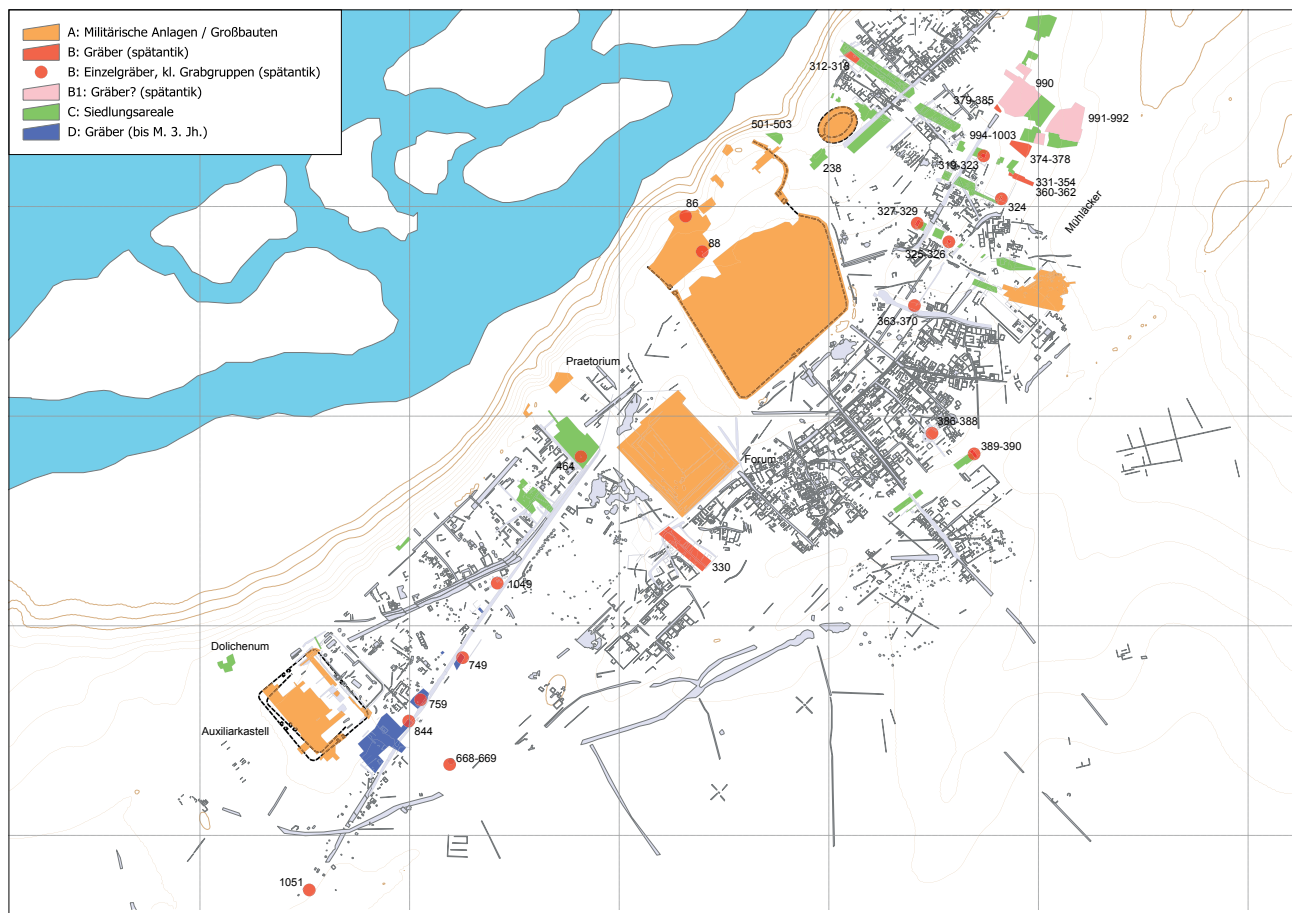 A: Militärische Anlagen / Großbauten
B: Gräber (spätantik)
B: Einzelgräber, kl. Grabgruppen (spätantik)
B1: Gräber? (spätantik)
C: Siedlungsareale
D: Gräber (bis M. 3. Jh.)
312-318
990
379-385
991-992
501-503
994-1003
374-378
238
319-323
331-354
360-362
86
324
Mühläcker
327-329
88
325-326
363-370
Praetorium
386-388
389-390
464
Forum
330
1049
Dolichenum
749
759
Auxiliarkastell
844
668-669
1051